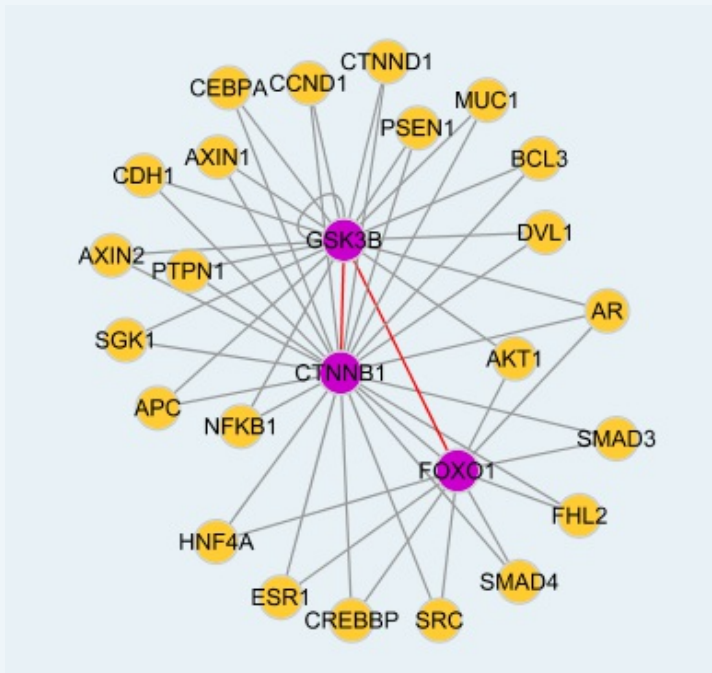 CTNND1
CEBPA
CCND1
MUC1
PSEN1
AXIN1
BCL3
CDH1
GSK3B
DVL1
AXIN2
PTPN1
AR
SGK1
AKT1
CTNNB1
APC
NFKB1
SMAD3
FOXO1
FHL2
HNF4A
SMAD4
ESR1
CREBBP
SRC